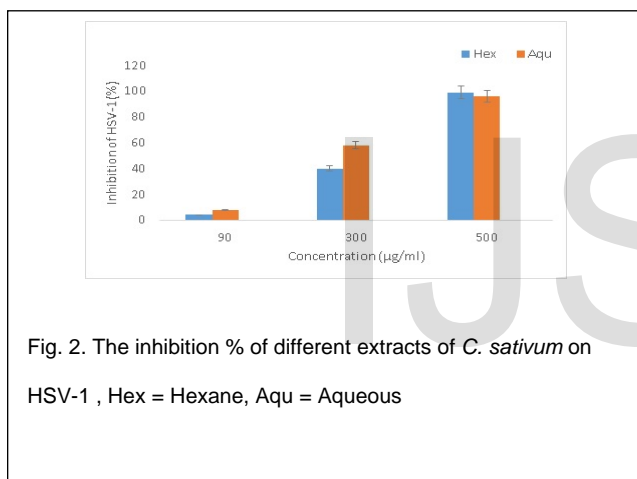 Hex Aqu
120
100
80
60
40
20
0
Inhibition of HSV-1(%)
90 300 500
Concentration (µg/ml)
IJS
Fig. 2. The inhibition % of different extracts of C. sativum on
HSV-1 , Hex = Hexane, Aqu = Aqueous